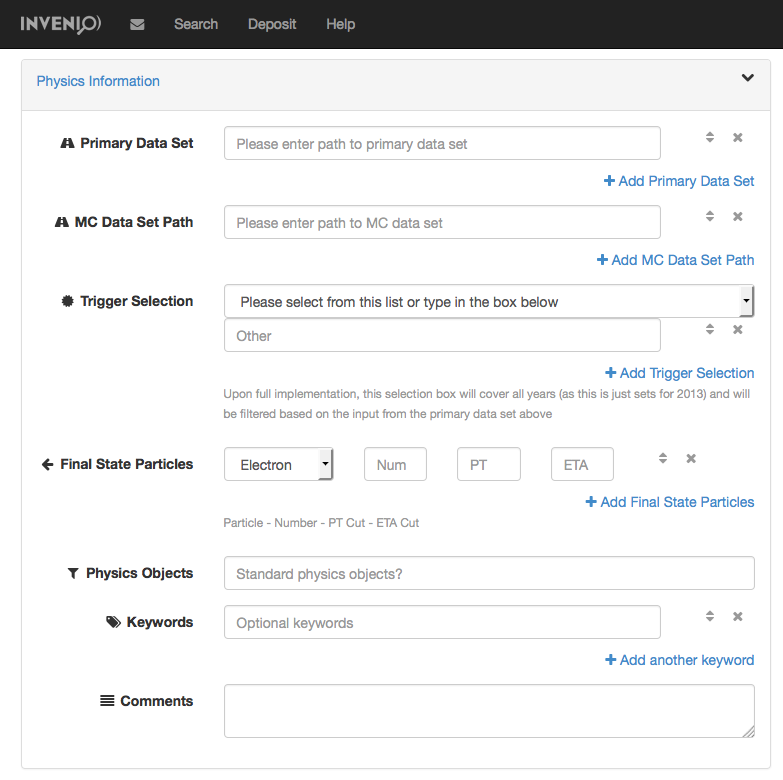 INVENIO Search Deposit Help
Physics Information
Primary Data Set Please enter path to primary data set
Add Primary Data Set
MC Data Set Path Please enter path to MC data set
Add MC Data Set Path
Trigger Selection Please select from this list or type in the box below
Other
Add Trigger Selection
Upon full implementation, this selection box will cover all years (as this is just sets for 2013) and will
be filtered based on the input from the primary data set above
Final State Particles Electron Num PT ETA
Add Final State Particles
Particle - Number - PT Cut - ETA Cut
Physics Objects Standard physics objects?
Keywords Optional keywords
Add another keyword
Comments